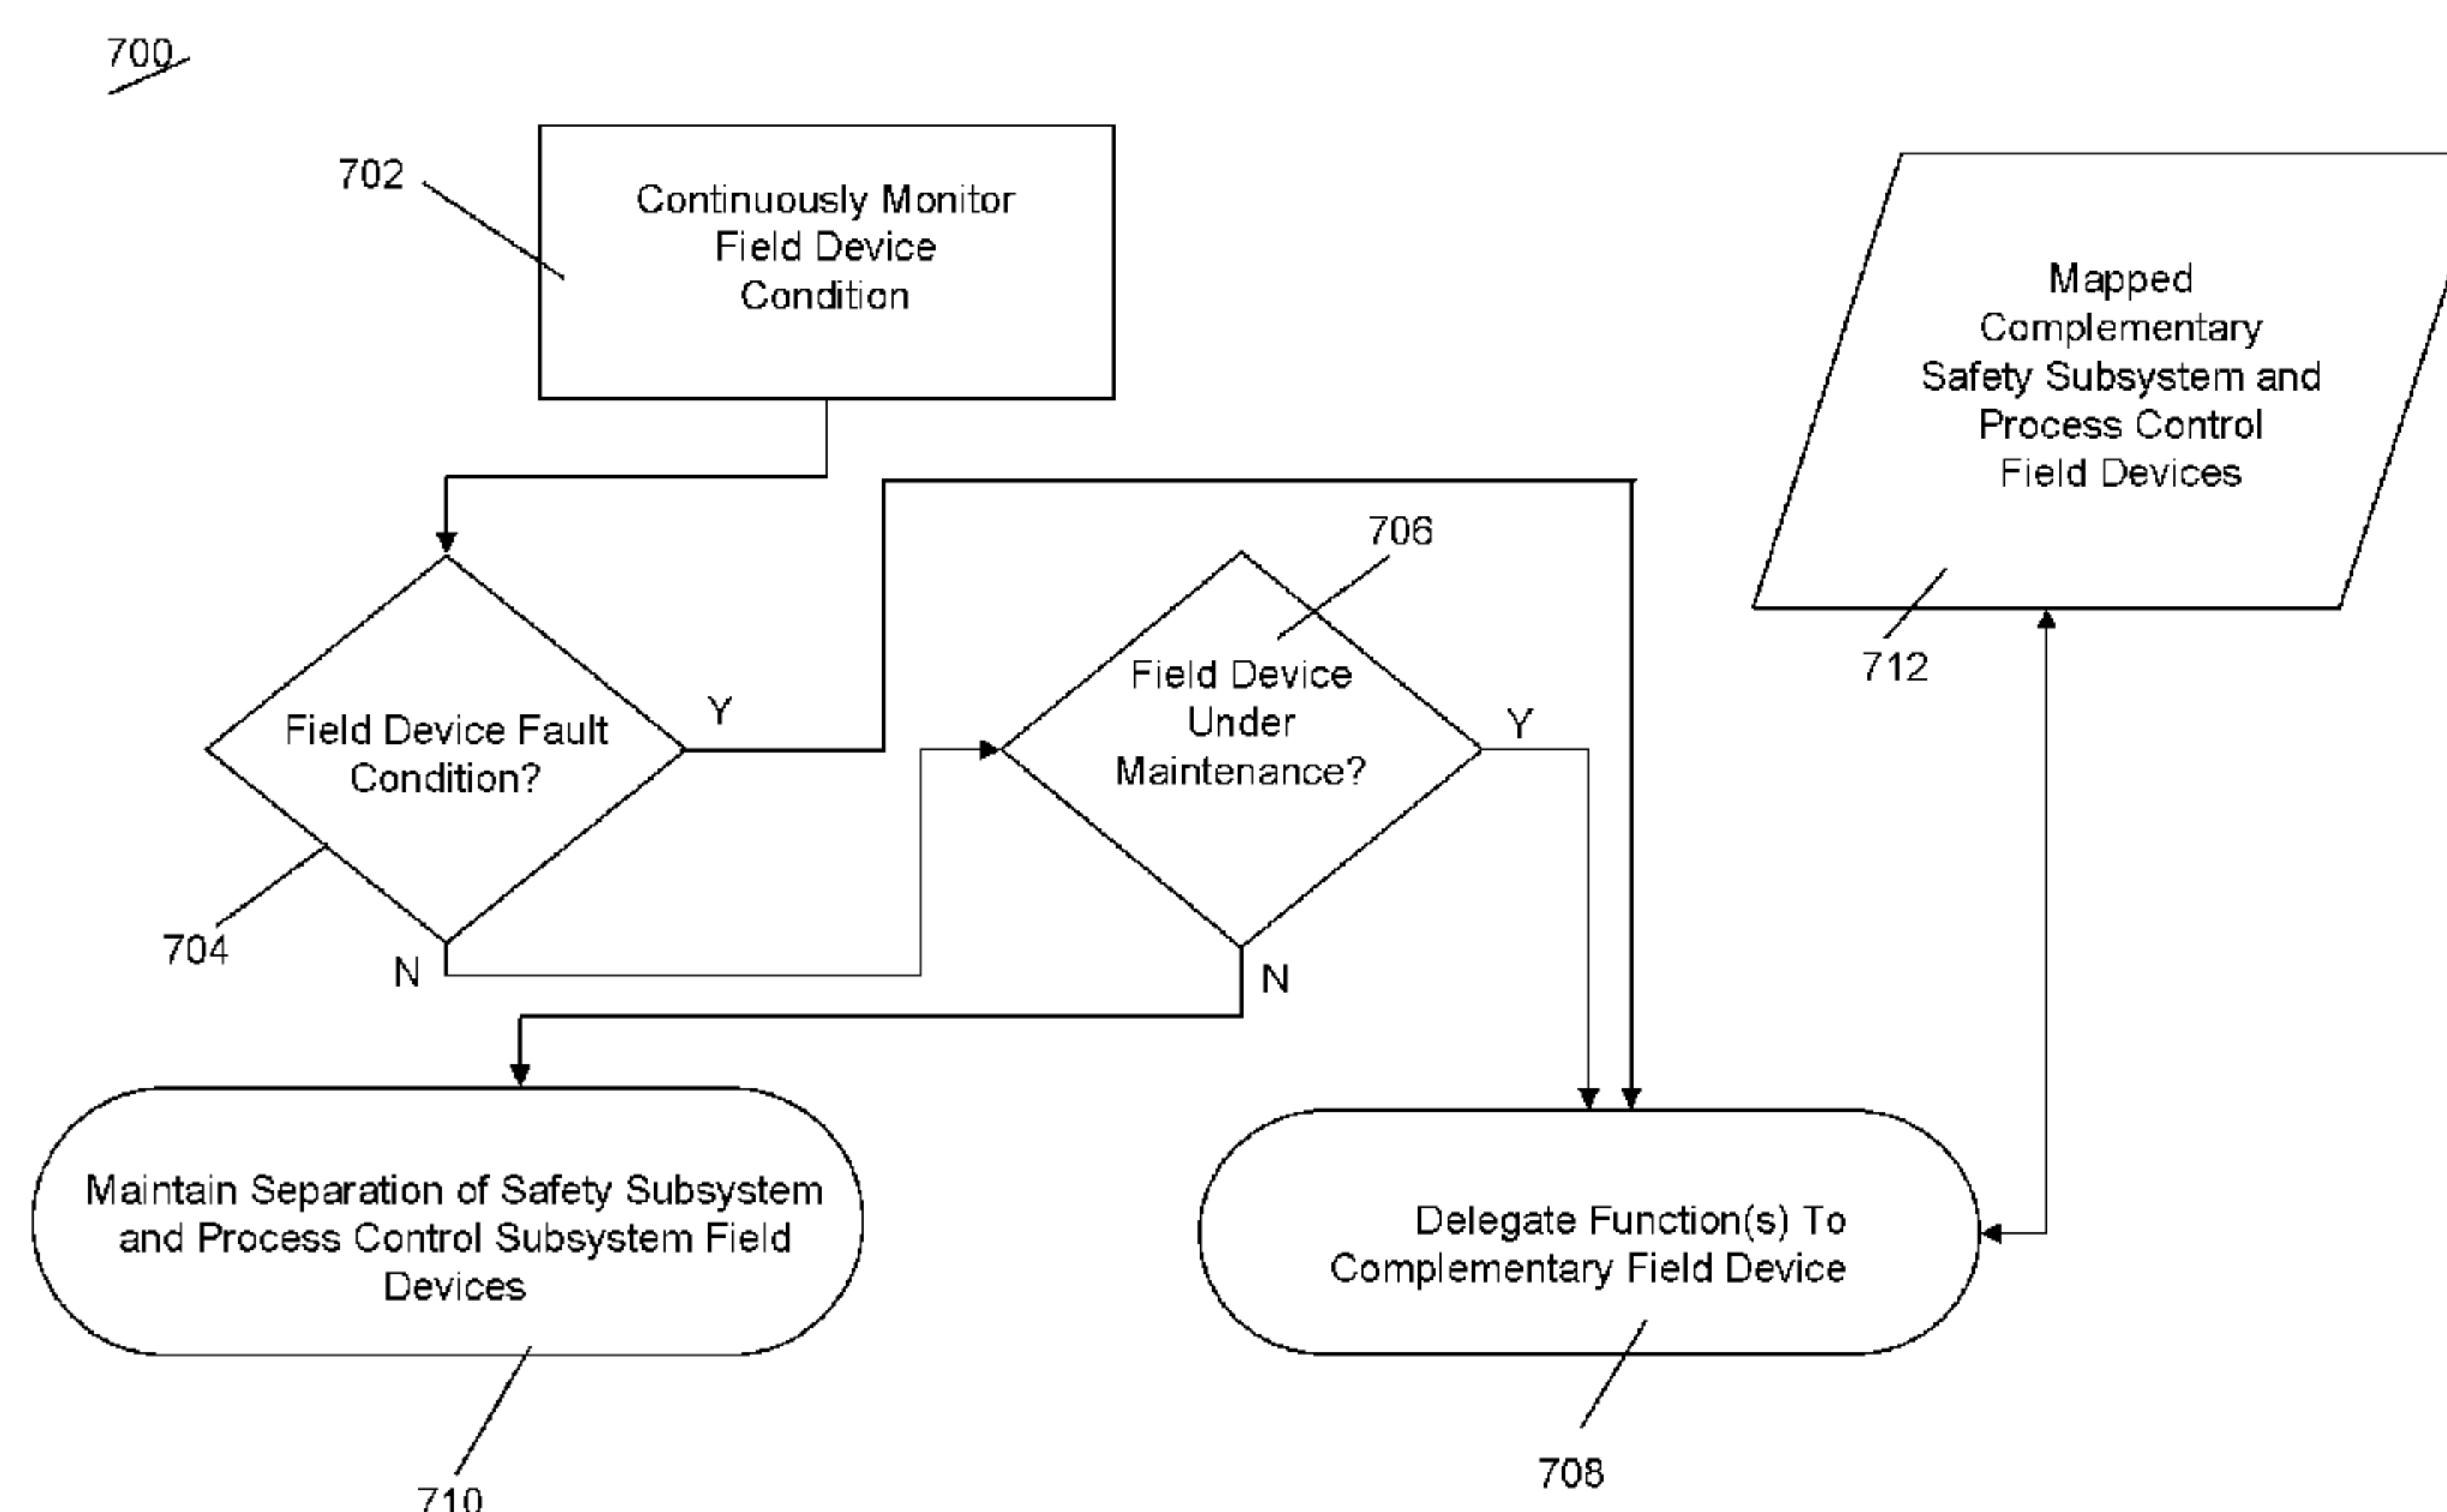 700
702
Continuously Monitor
Field Device
Condition
Mapped
Complementary
Safety Subsystem and
Process Control
Field Devices
712
706
Field Device Fault
Condition?
Y
N
704
Field Device
Under
Maintenance?
Y
N
Maintain Separation of Safety Subsystem
and Process Control Subsystem Field
Devices
710
Delegate Function(s) To
Complementary Field Device
708